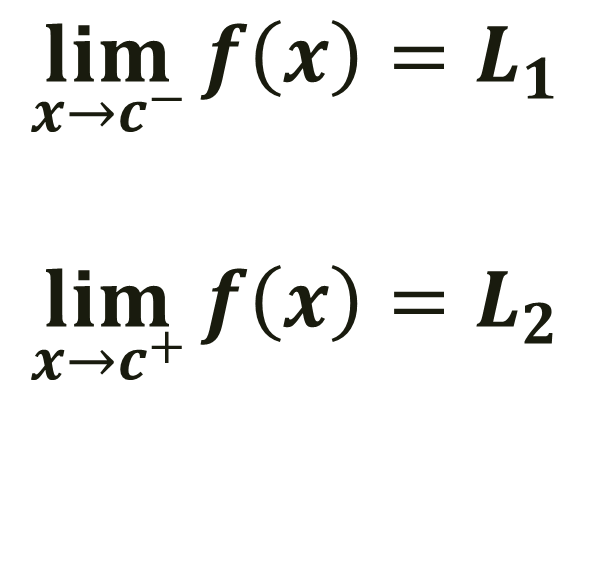 lim f(x) = L₁
x→c⁻
lim f(x) = L₂
x→c⁺